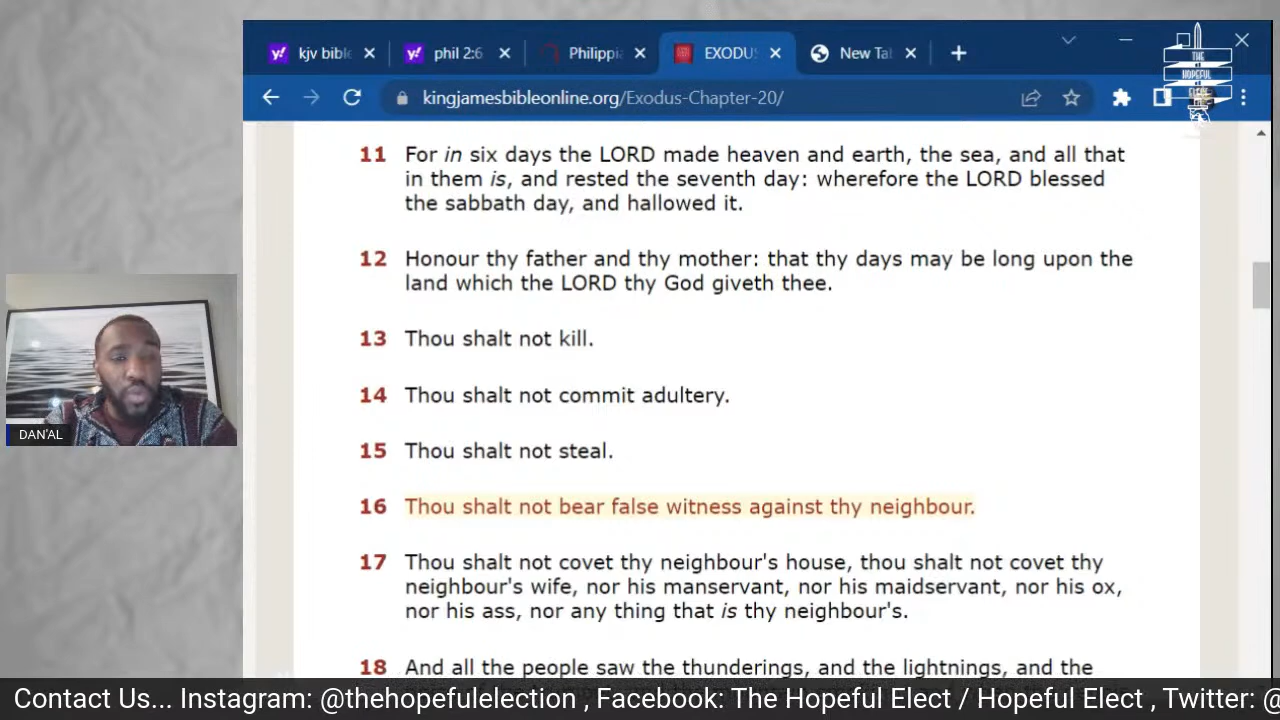 kjv bible
phil 2:6
Philippi
EXODUS
New Tab
THE
HOPEFUL
ELECT
kingjamesbibleonline.org/Exodus-Chapter-20/
11 For in six days the LORD made heaven and earth, the sea, and all that
in them is, and rested the seventh day: wherefore the LORD blessed
the sabbath day, and hallowed it.
12 Honour thy father and thy mother: that thy days may be long upon the
land which the LORD thy God giveth thee.
13 Thou shalt not kill.
14 Thou shalt not commit adultery.
15 Thou shalt not steal.
16 Thou shalt not bear false witness against thy neighbour.
17 Thou shalt not covet thy neighbour's house, thou shalt not covet thy
neighbour's wife, nor his manservant, nor his maidservant, nor his ox,
nor his ass, nor any thing that is thy neighbour's.
18 And all the people saw the thunderings, and the lightnings, and the
DAN'AL
Contact Us... Instagram: @thehopefulelection , Facebook: The Hopeful Elect / Hopeful Elect , Twitter: @